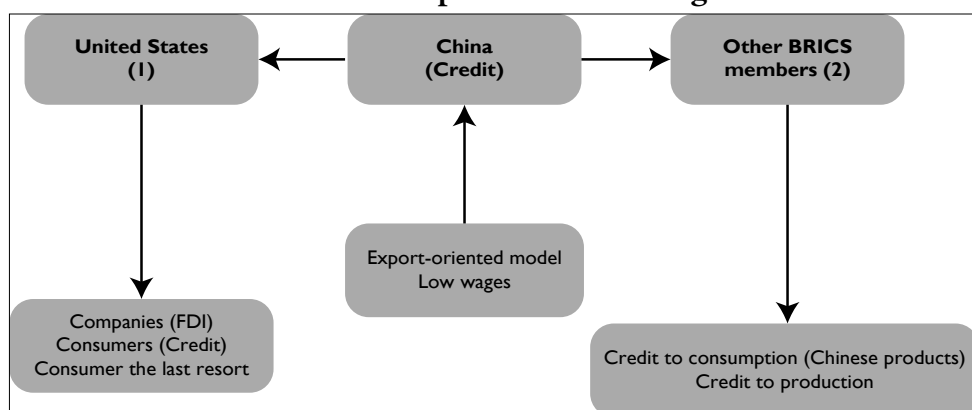 United States
(1)
China
(Credit)
Other BRICS
members (2)
Export-oriented model
Low wages
Companies (FDI)
Consumers (Credit)
Consumer the last resort
Credit to consumption (Chinese products)
Credit to production